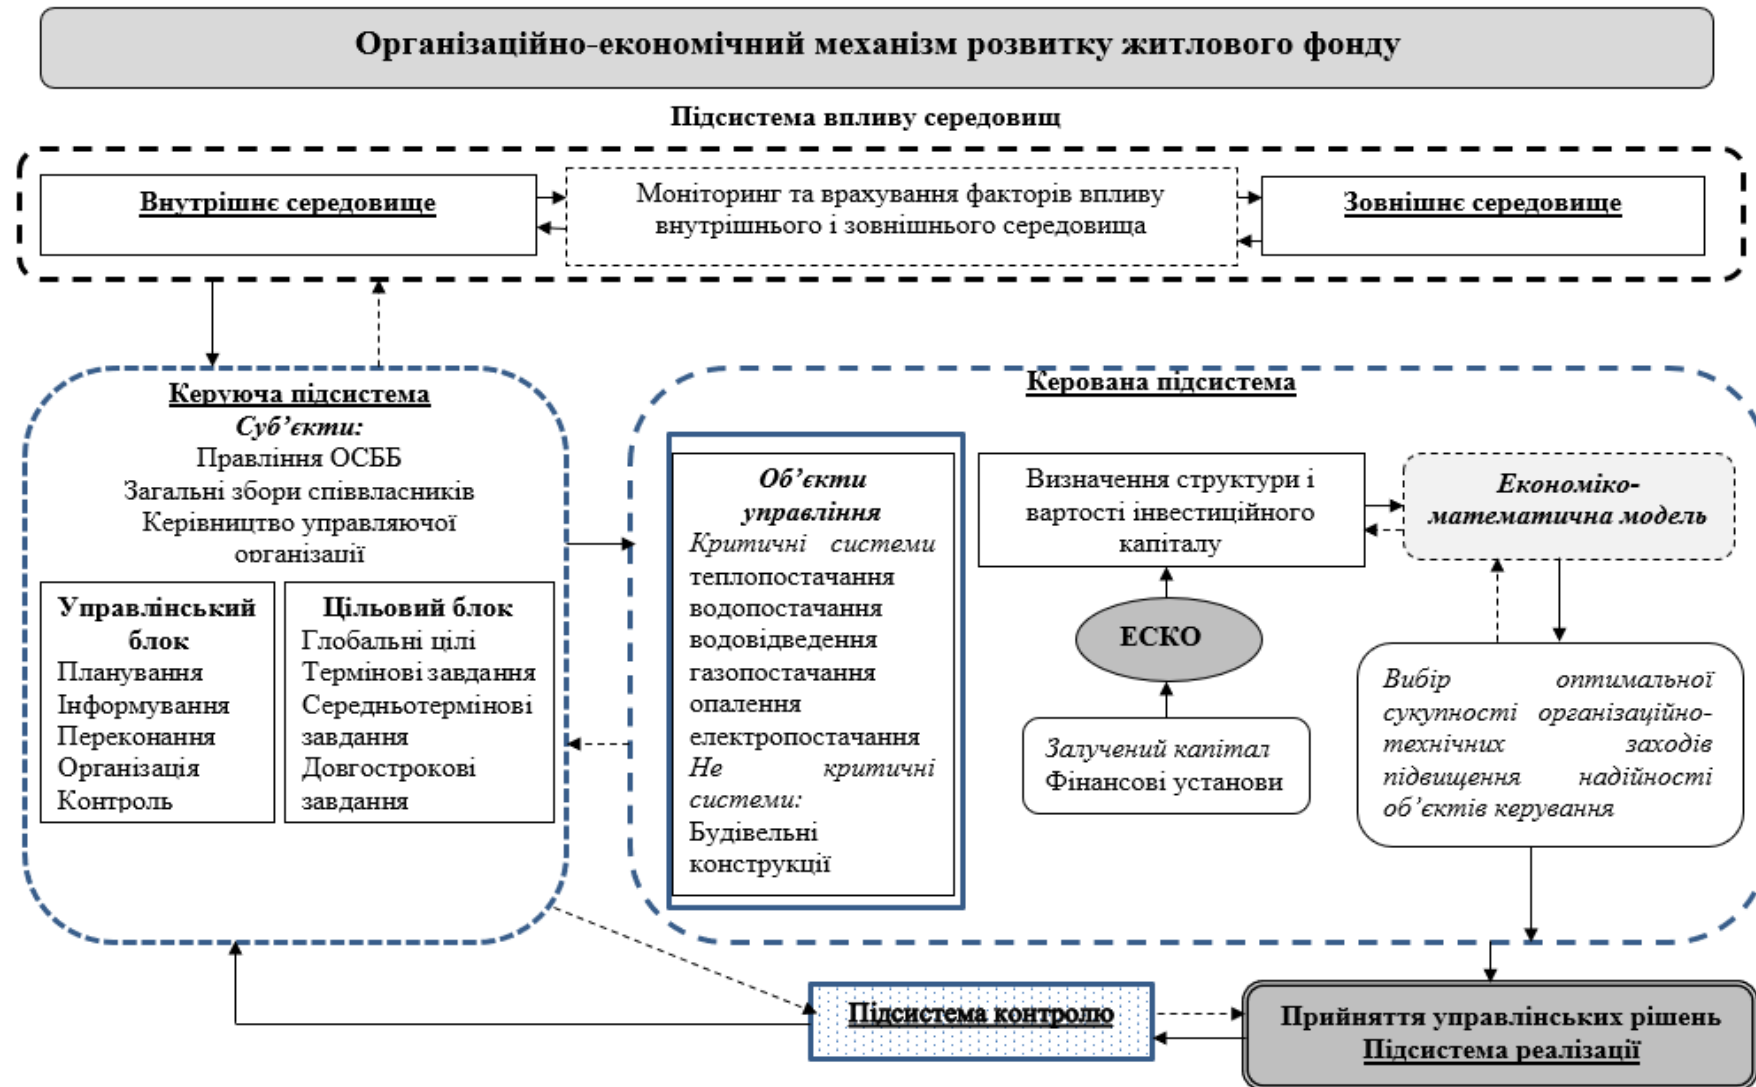 Організаційно-економічний механізм розвитку житлового фонду
Підсистема впливу середовищ
Внутрішнє середовище
Моніторинг та врахування факторів впливу
внутрішнього і зовнішнього середовища
Зовнішнє середовище
Керуюча підсистема
Суб’єкти:
Правління ОСББ
Загальні збори співвласників
Керівництво управляючої
організації
Управлінський
блок
Планування
Інформування
Переконання
Організація
Контроль
Цільовий блок
Глобальні цілі
Термінові завдання
Середньотермінові
завдання
Довгострокові
завдання
Керована підсистема
Об’єкти
управління
Критичні системи
теплопостачання
водопостачання
водовідведення
газопостачання
опалення
електропостачання
Не критичні
системи:
Будівельні
конструкції
Визначення структури і
вартості інвестиційного
капіталу
ЕСКО
Залучений капітал
Фінансові установи
Економіко-
математична модель
Вибір оптимальної
сукупності організаційно-
технічних заходів
підвищення надійності
об’єктів керування
Підсистема контролю
Прийняття управлінських рішень
Підсистема реалізації